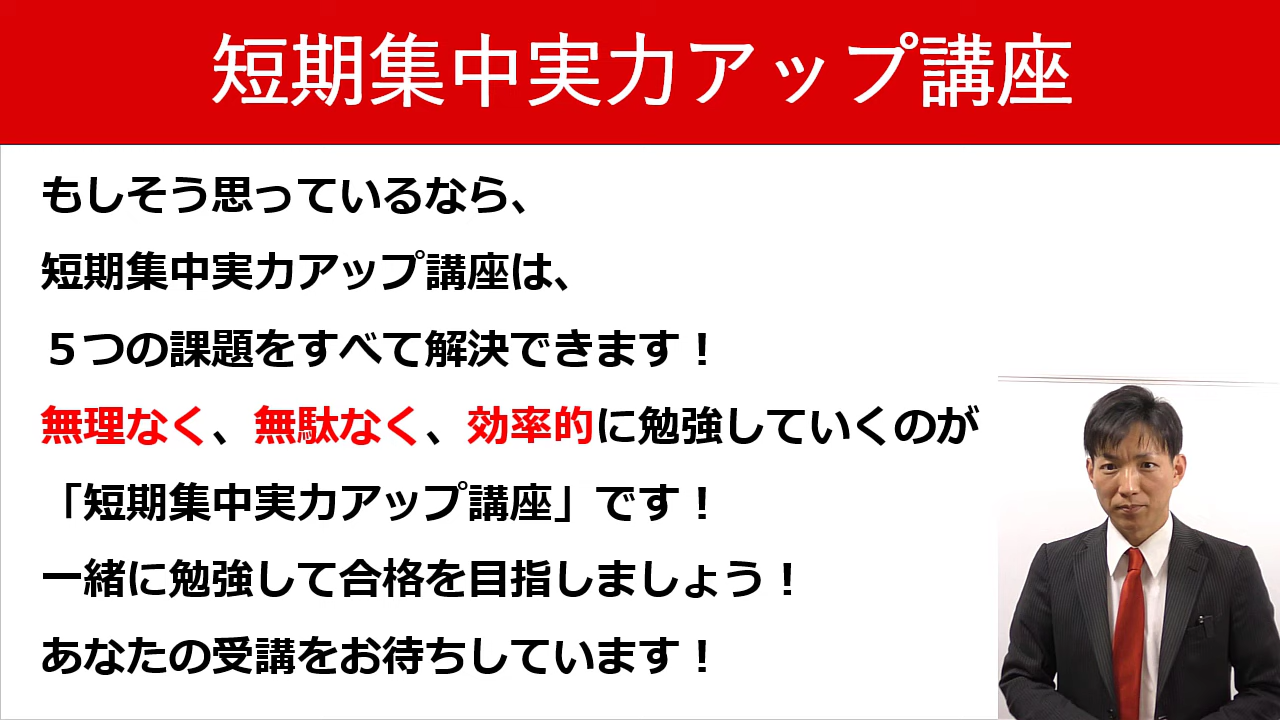 短期集中実力アップ講座
もしそう思っているなら、
短期集中実力アップ講座は、
５つの課題をすべて解決できます！
無理なく、無駄なく、効率的に勉強していくのが
「短期集中実力アップ講座」です！
一緒に勉強して合格を目指しましょう！
あなたの受講をお待ちしています！